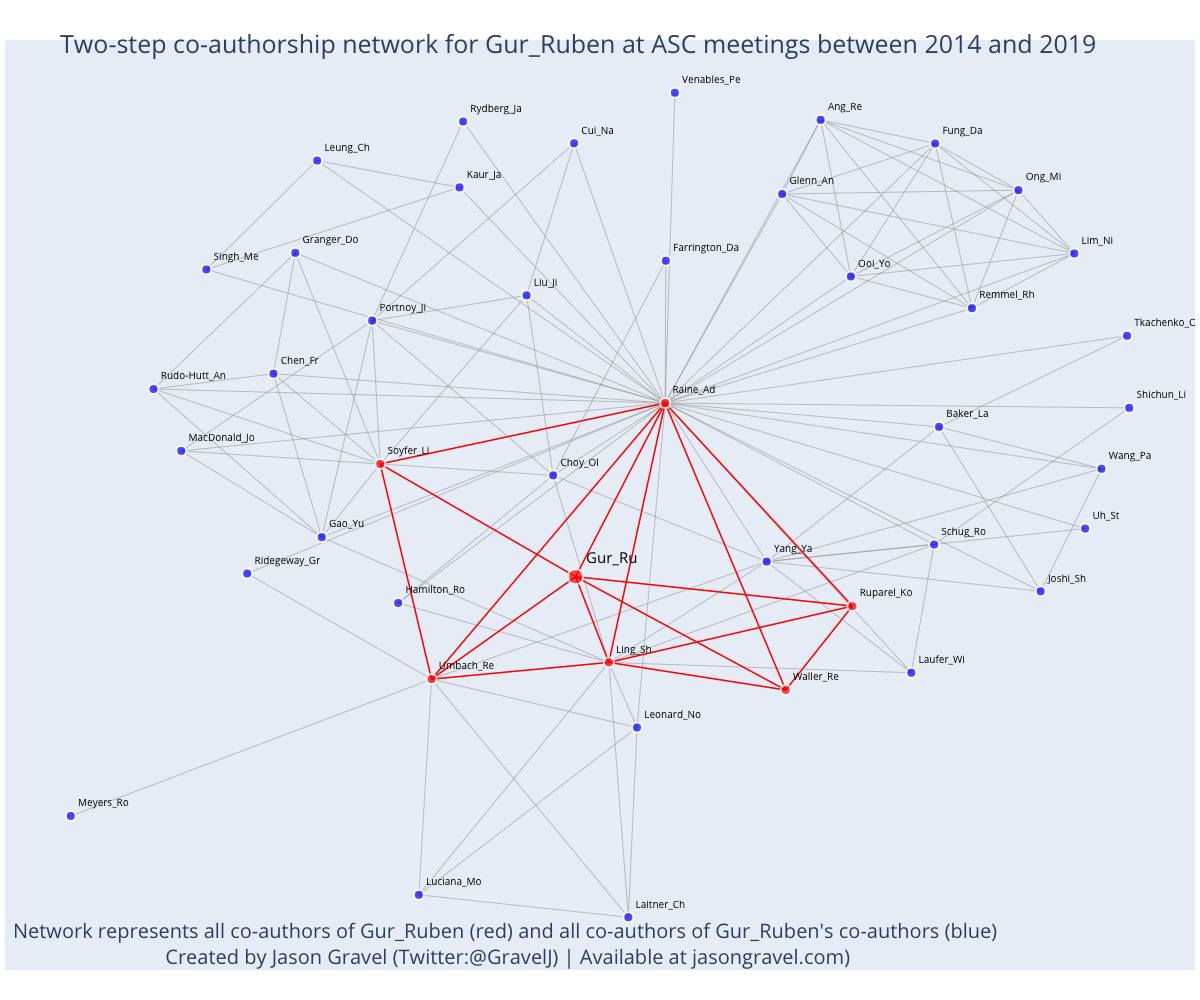 Two-step co-authorship network for Gur_Ruben at ASC meetings between 2014 and 2019
Venables_Pe
Rydberg_Ja
Ang_Re
Cui_Na
Fung_Da
Leung_Ch
Kaur_Ja
Glenn_An
Ong_Mi
Granger_Do
Lim_Ni
Farrington_Da
Singh_Me
Ooi_Yo
Liu_Ji
Remmel_Rh
Portnoy_Ji
Tkachenko_O
Chen_Fr
Rudo-Hutt_An
Raine_Ad
Shichun_Li
Baker_La
MacDonald_Jo
Soyfer_Li
Wang_Pa
Choy_Ol
Uh_St
Gao_Yu
Schug_Ro
Yang_Ya
Gur_Ru
Ridgeway_Gr
Joshi_Sh
Hamilton_Ro
Ruparel_Ko
Ling_Sh
Laufer_Wi
Umbach_Re
Waller_Re
Leonard_No
Meyers_Ro
Luciana_Mo
Laitner_Ch
Network represents all co-authors of Gur_Ruben (red) and all co-authors of Gur_Ruben's co-authors (blue)
Created by Jason Gravel (Twitter:@GravelJ) | Available at jasongravel.com)